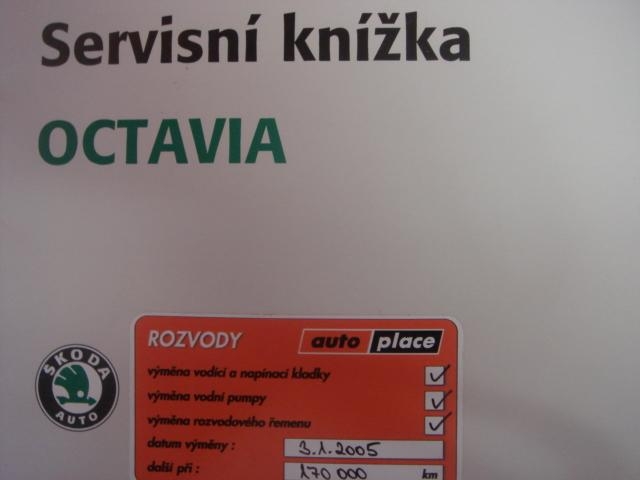 Servisní knížka
OCTAVIA
ROZVODY auto place
výměna vodící a napínací kladky
výměna vodní pumpy
výměna rozvodového řemenu
datum výměny : 3.1.2005
další při : 170 000 km
ŠKODA
AUTO